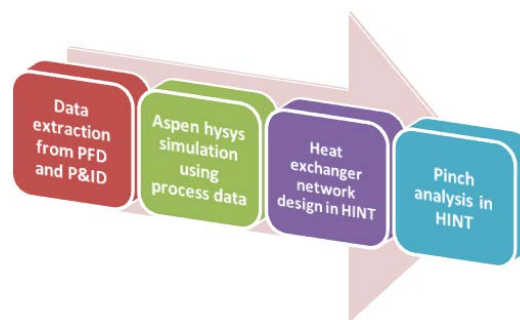 Data
extraction
from PFD
and P&ID
Aspen hysys
simulation
using
process data
Heat
exchanger
network
design in HINT
Pinch
analysis in
HINT